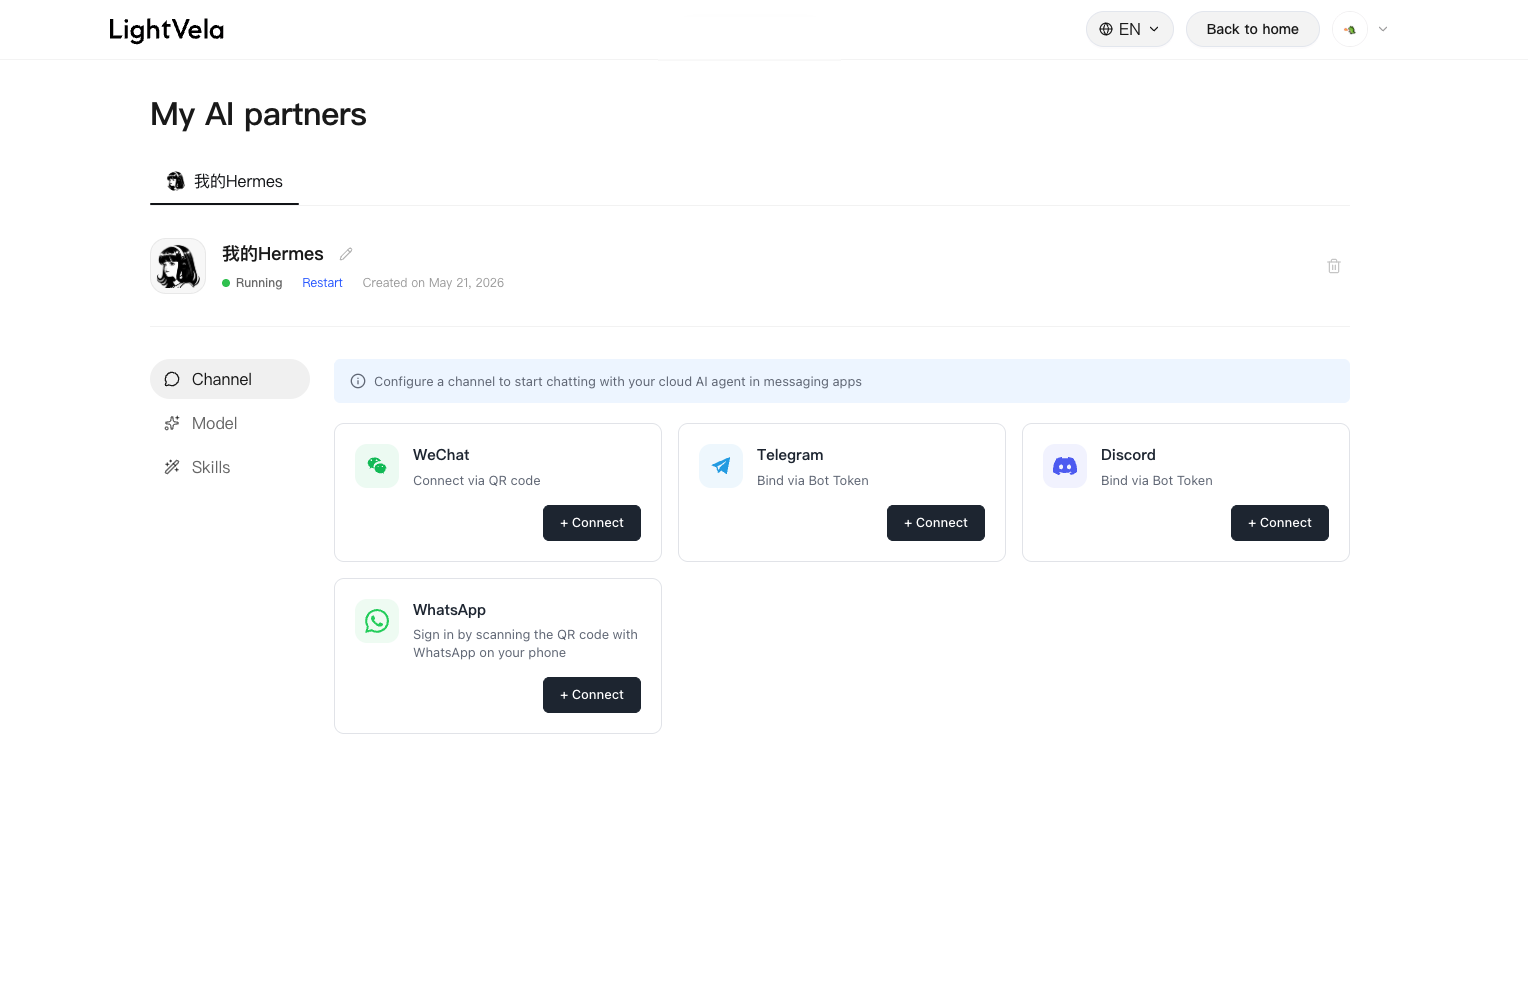 LightVela
EN
Back to home
My AI partners
我的Hermes
我的Hermes
Running Restart Created on May 21, 2026
Channel
Model
Skills
Configure a channel to start chatting with your cloud AI agent in messaging apps
WeChat
Connect via QR code
+ Connect
Telegram
Bind via Bot Token
+ Connect
Discord
Bind via Bot Token
+ Connect
WhatsApp
Sign in by scanning the QR code with
WhatsApp on your phone
+ Connect